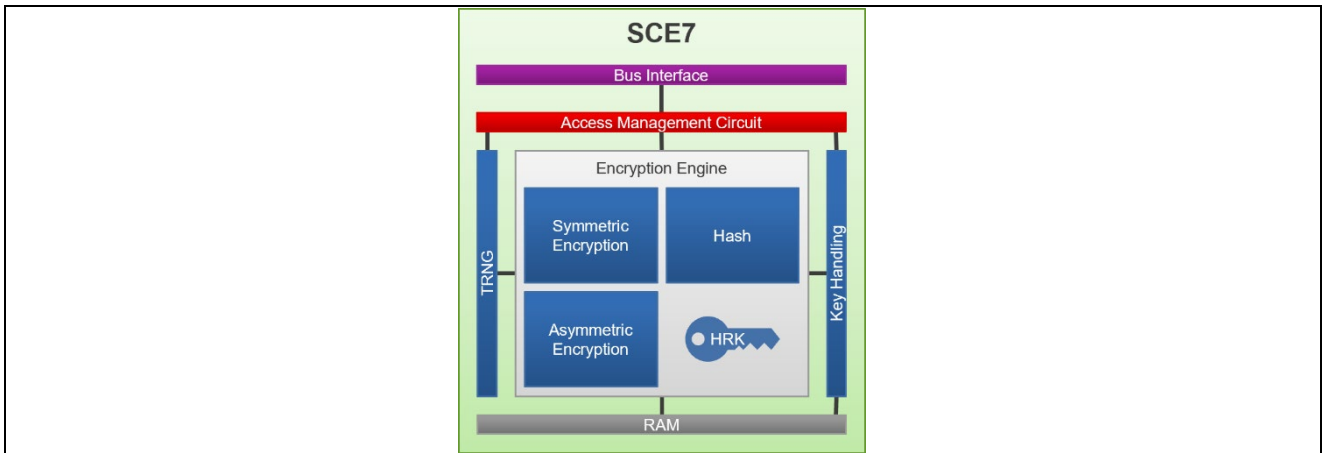 SCE7
Bus Interface
Access Management Circuit
Encryption Engine
Symmetric
Encryption
Hash
TRNG
Key Handling
Asymmetric
Encryption
HRK
RAM